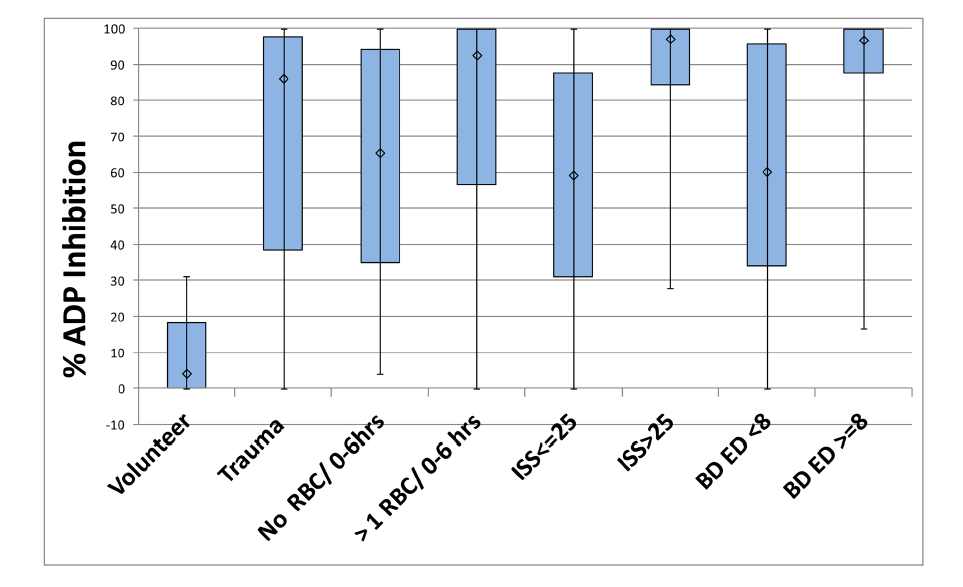 % ADP Inhibition
100
90
80
70
60
50
40
30
20
10
0
-10
Volunteer
Trauma
No RBC/ 0-6hrs
>1 RBC/ 0-6 hrs
ISS<=25
ISS>25
BD ED <8
BD ED >=8